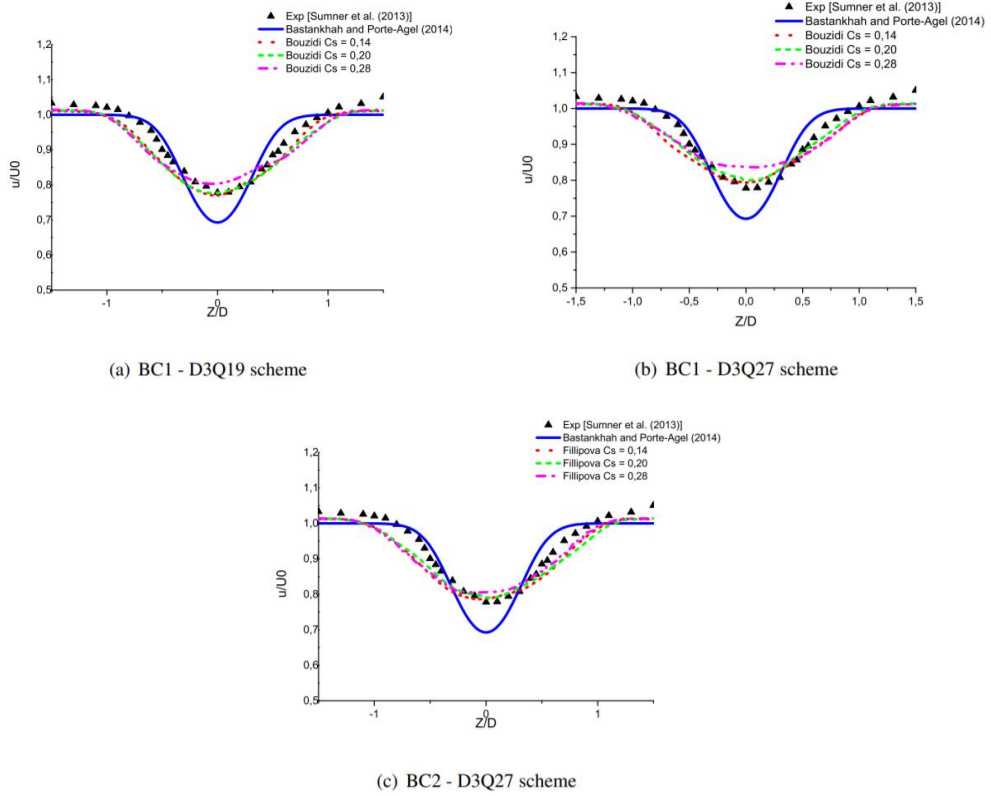 Exp [Sumner et al. (2013)]
Bastankhah and Porte-Agel (2014)
Bouzidi Cs = 0,14
Bouzidi Cs = 0,20
Bouzidi Cs = 0,28
1,2
1,1
1,0
0,9
0,8
0,7
0,6
0,5
u/U0
-1
0
1
Z/D
(a) BC1 - D3Q19 scheme
Exp [Sumner et al. (2013)]
Bastankhah and Porte-Agel (2014)
Bouzidi Cs = 0,14
Bouzidi Cs = 0,20
Bouzidi Cs = 0,28
1,2
1,1
1,0
0,9
0,8
0,7
0,6
0,5
u/U0
-1,5
-1,0
-0,5
0,0
0,5
1,0
1,5
Z/D
(b) BC1 - D3Q27 scheme
Exp [Sumner et al. (2013)]
Bastankhah and Porte-Agel (2014)
Fillipova Cs = 0,14
Fillipova Cs = 0,20
Fillipova Cs = 0,28
1,2
1,1
1,0
0,9
0,8
0,7
0,6
0,5
u/U0
-1
0
1
Z/D
(c) BC2 - D3Q27 scheme